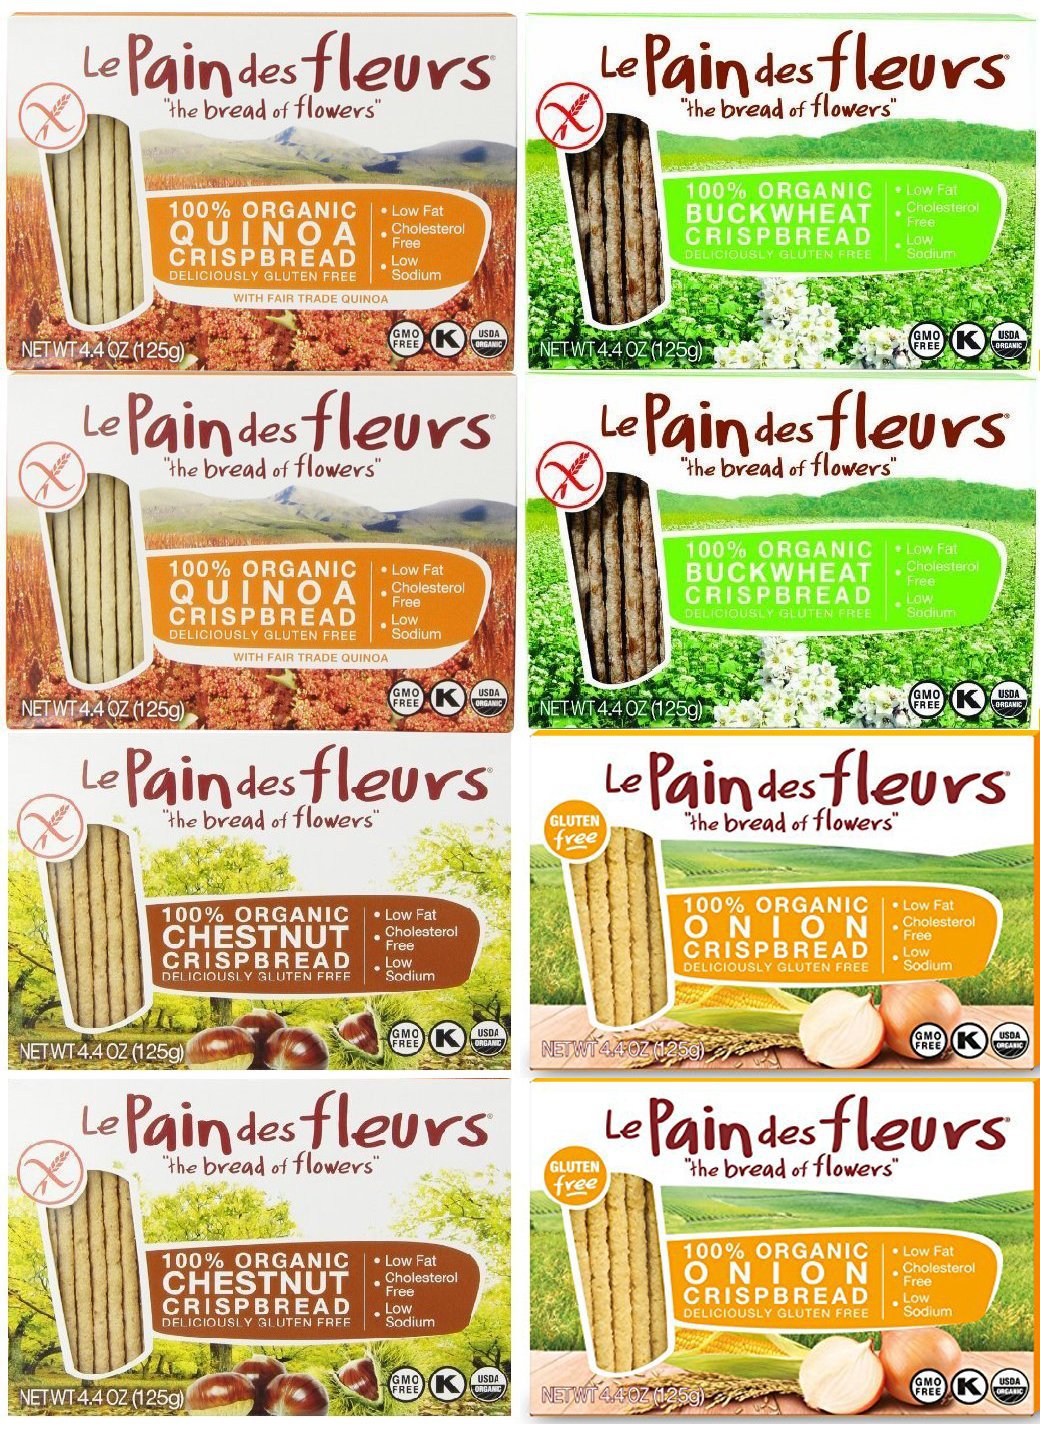 Le Pain des fleurs®
"the bread of flowers"
100% ORGANIC
QUINOA
CRISPBREAD
DELICIOUSLY GLUTEN FREE
• Low Fat
• Cholesterol
Free
• Low
Sodium
WITH FAIR TRADE QUINOA
NET WT 4.4 OZ (125g)
GMO
FREE
K
USDA
ORGANIC
Le Pain des fleurs®
"the bread of flowers"
100% ORGANIC
BUCKWHEAT
CRISPBREAD
DELICIOUSLY GLUTEN FREE
• Low Fat
• Cholesterol
Free
• Low
Sodium
NET WT 4.4 OZ (125g)
GMO
FREE
K
USDA
ORGANIC
Le Pain des fleurs®
"the bread of flowers"
100% ORGANIC
QUINOA
CRISPBREAD
DELICIOUSLY GLUTEN FREE
• Low Fat
• Cholesterol
Free
• Low
Sodium
WITH FAIR TRADE QUINOA
NET WT 4.4 OZ (125g)
GMO
FREE
K
USDA
ORGANIC
Le Pain des fleurs®
"the bread of flowers"
100% ORGANIC
BUCKWHEAT
CRISPBREAD
DELICIOUSLY GLUTEN FREE
• Low Fat
• Cholesterol
Free
• Low
Sodium
NET WT 4.4 OZ (125g)
GMO
FREE
K
USDA
ORGANIC
Le Pain des fleurs®
"the bread of flowers"
100% ORGANIC
CHESTNUT
CRISPBREAD
DELICIOUSLY GLUTEN FREE
• Low Fat
• Cholesterol
Free
• Low
Sodium
NET WT 4.4 OZ (125g)
GMO
FREE
K
USDA
ORGANIC
Le Pain des fleurs®
"the bread of flowers"
GLUTEN
free
100% ORGANIC
ONION
CRISPBREAD
DELICIOUSLY GLUTEN FREE
• Low Fat
• Cholesterol
Free
• Low
Sodium
NET WT 4.4 OZ (125g)
GMO
FREE
K
USDA
ORGANIC
Le Pain des fleurs®
"the bread of flowers"
100% ORGANIC
CHESTNUT
CRISPBREAD
DELICIOUSLY GLUTEN FREE
• Low Fat
• Cholesterol
Free
• Low
Sodium
NET WT 4.4 OZ (125g)
GMO
FREE
K
USDA
ORGANIC
Le Pain des fleurs®
"the bread of flowers"
GLUTEN
free
100% ORGANIC
ONION
CRISPBREAD
DELICIOUSLY GLUTEN FREE
• Low Fat
• Cholesterol
Free
• Low
Sodium
NET WT 4.4 OZ (125g)
GMO
FREE
K
USDA
ORGANIC